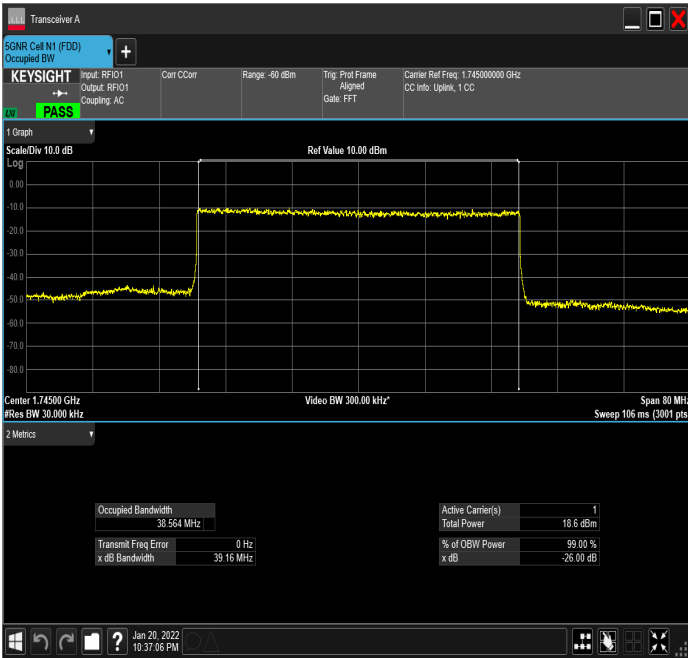 Transceiver A
5GNR Cell N1 (FDD)
Occupied BW
+
KEYSIGHT Input: RFIO1 Corr CCorr Range: -60 dBm Trig: Prot Frame Carrier Ref Freq: 1.745000000 GHz
Output: RFIO1 Aligned CC Info: Uplink, 1 CC
Coupling: AC Gate: FFT
PASS
1 Graph
Scale/Div 10.0 dB Ref Value 10.00 dBm
Log
0.00
-10.0
-20.0
-30.0
-40.0
-50.0
-60.0
-70.0
-80.0
Center 1.74500 GHz Video BW 300.00 kHz* Span 80 MHz
#Res BW 30.000 kHz Sweep 106 ms (3001 pts
2 Metrics
Occupied Bandwidth Active Carrier(s) 1
38.564 MHz Total Power 18.6 dBm
Transmit Freq Error 0 Hz % of OBW Power 99.00 %
x dB Bandwidth 39.16 MHz x dB -26.00 dB
? Jan 20, 2022
10:37:06 PM